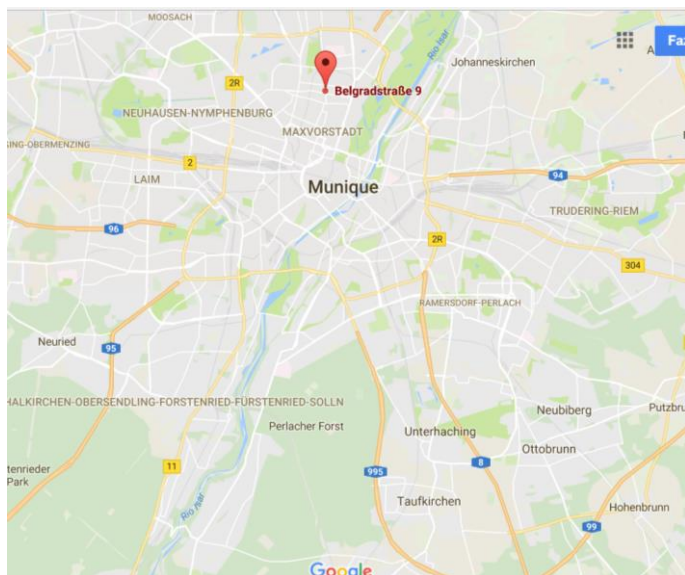 MOOSACH
Rio Isar
Johanneskirchen
A
Faz
2R
Belgradstraße 9
NEUHAUSEN-NYMPHENBURG
MAXVORSTADT
SING-OBERMENZING
2
LAIM
Munique
94
TRUDERING-RIEM
96
2R
304
RAMERSDORF-PERLACH
Neuried
95
HALKIRCHEN-OBERSENDLING-FORSTENRIED-FÜRSTENRIED-SOLLN
Neubiberg
Putzbru
Perlacher Forst
Unterhaching
Ottobrunn
11
8
tenrieder
Park
995
Taufkirchen
Hohenbrunn
Rio Isar
99
Google